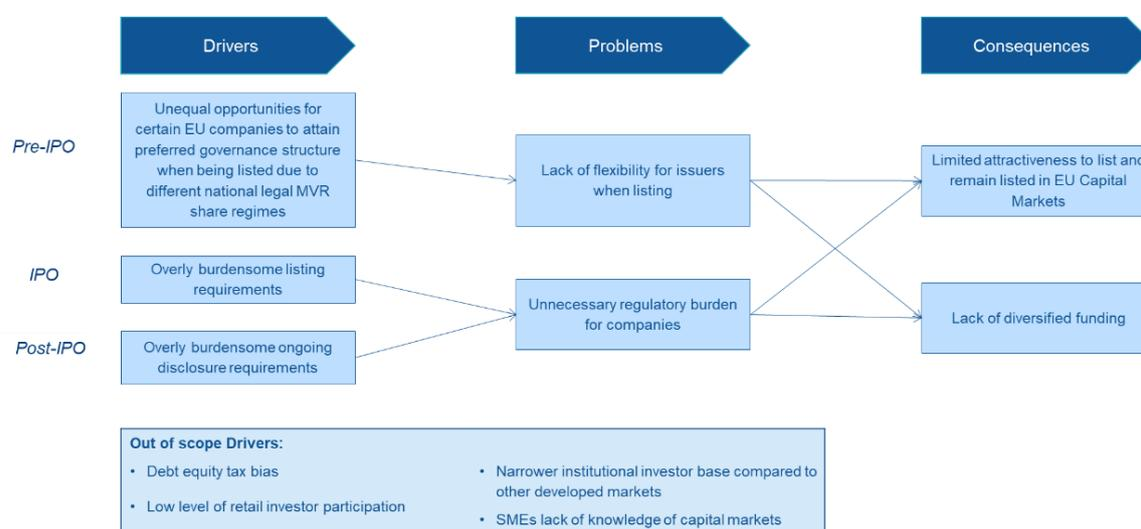 Drivers
Problems
Consequences
Pre-IPO
Unequal opportunities for
certain EU companies to attain
preferred governance structure
when being listed due to
different national legal MVR
share regimes
Lack of flexibility for issuers
when listing
Limited attractiveness to list and
remain listed in EU Capital
Markets
IPO
Overly burdensome listing
requirements
Unnecessary regulatory burden
for companies
Lack of diversified funding
Post-IPO
Overly burdensome ongoing
disclosure requirements
Out of scope Drivers:
• Debt equity tax bias
• Low level of retail investor participation
• Narrower institutional investor base compared to
other developed markets
• SMEs lack of knowledge of capital markets